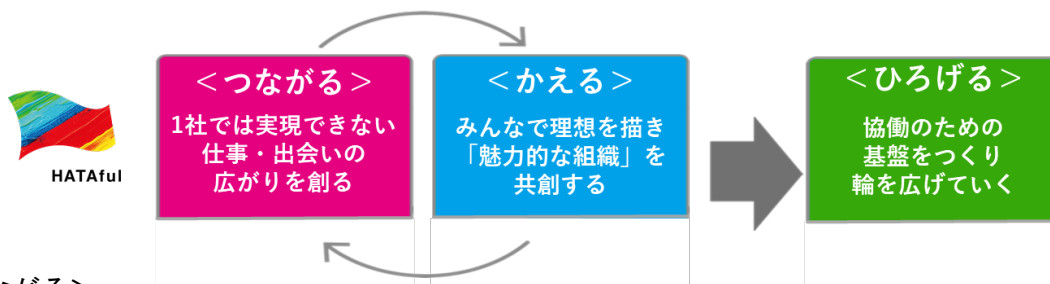 HATAful
＜つながる＞
1社では実現できない
仕事・出会いの
広がりを創る
＜かえる＞
みんなで理想を描き
「魅力的な組織」を
共創する
＜ひろげる＞
協働のための
基盤をつくり
輪を広げていく